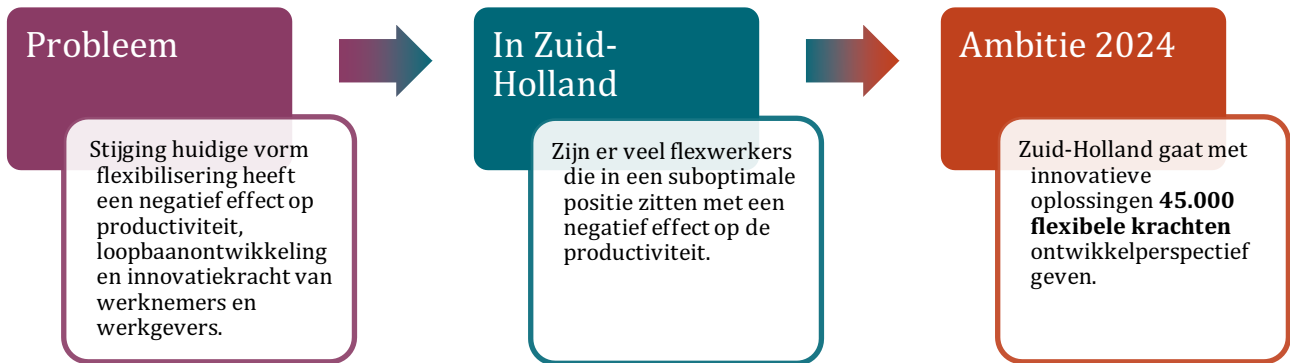 Probleem
Stijging huidige vorm
flexibilisering heeft
een negatief effect op
productiviteit,
loopbaanontwikkeling
en innovatiekracht van
werknemers en
werkgevers.
In Zuid-
Holland
Zijn er veel flexwerkers
die in een suboptimale
positie zitten met een
negatief effect op de
productiviteit.
Ambitie 2024
Zuid-Holland gaat met
innovatieve
oplossingen 45.000
flexibele krachten
ontwikkelperspectief
geven.